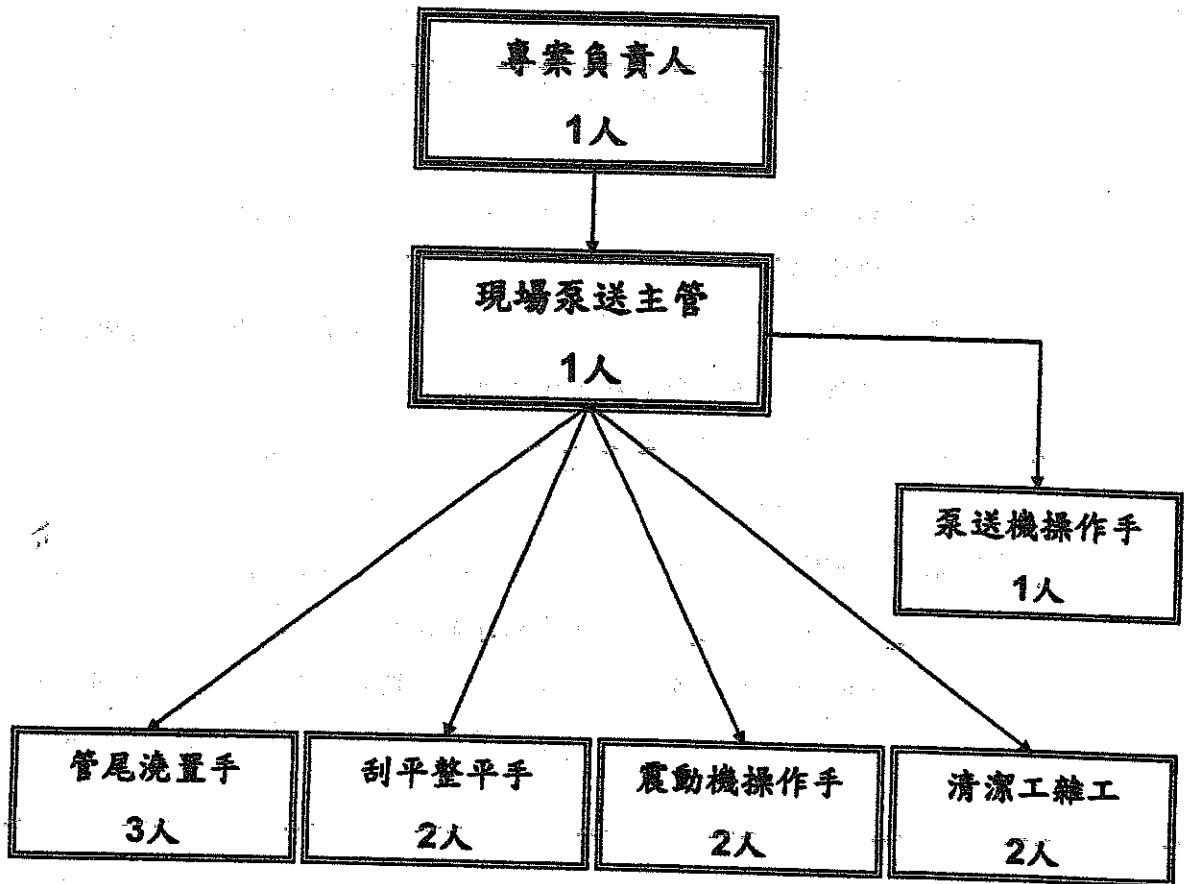 專案負責人
1人
現場泵送主管
1人
泵送機操作手
1人
管尾澆置手
3人
刮平整平手
2人
震動機操作手
2人
清潔工雜工
2人